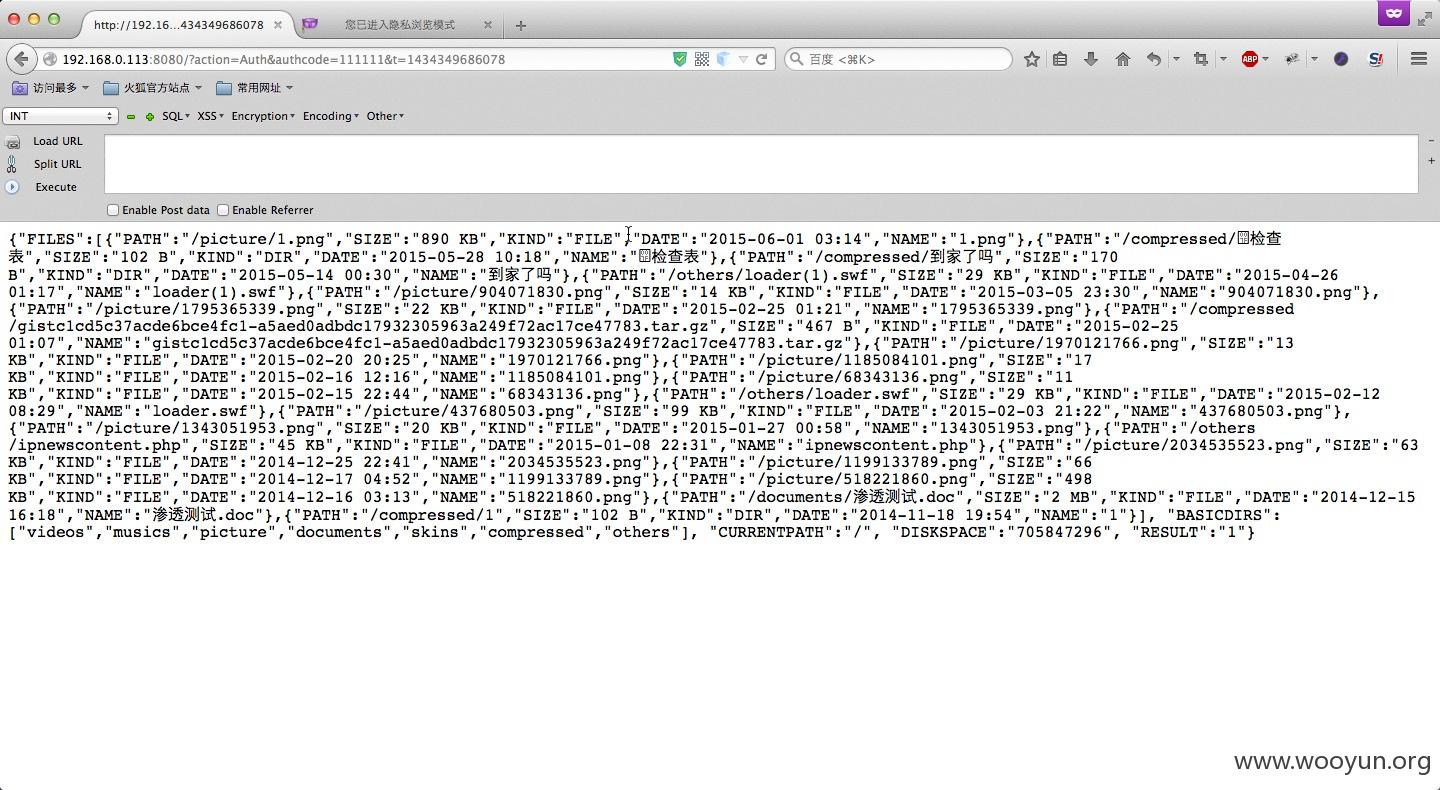 http://192.16...434349686078
您已进入隐私浏览模式
192.168.0.113:8080/?action=Auth&authcode=111111&t=1434349686078
百度 <⌘K>
ABP
S!
访问最多
火狐官方站点
常用网址
INT
SQL
XSS
Encryption
Encoding
Other
Load URL
Split URL
Execute
Enable Post data
Enable Referrer
{"FILES":[{"PATH":"/picture/1.png","SIZE":"890 KB","KIND":"FILE","DATE":"2015-06-01 03:14","NAME":"1.png"},{"PATH":"/compressed/检查
表","SIZE":"102 B","KIND":"DIR","DATE":"2015-05-28 10:18","NAME":"检查表"},{"PATH":"/compressed/到家了吗","SIZE":"170
B","KIND":"DIR","DATE":"2015-05-14 00:30","NAME":"到家了吗"},{"PATH":"/others/loader(1).swf","SIZE":"29 KB","KIND":"FILE","DATE":"2015-04-26
01:17","NAME":"loader(1).swf"},{"PATH":"/picture/904071830.png","SIZE":"14 KB","KIND":"FILE","DATE":"2015-03-05 23:30","NAME":"904071830.png"},
{"PATH":"/picture/1795365339.png","SIZE":"22 KB","KIND":"FILE","DATE":"2015-02-25 01:21","NAME":"1795365339.png"},{"PATH":"/compressed
/gistc1cd5c37acde6bce4fc1-a5aed0adbdc17932305963a249f72ac17ce47783.tar.gz","SIZE":"467 B","KIND":"FILE","DATE":"2015-02-25
01:07","NAME":"gistc1cd5c37acde6bce4fc1-a5aed0adbdc17932305963a249f72ac17ce47783.tar.gz"},{"PATH":"/picture/1970121766.png","SIZE":"13
KB","KIND":"FILE","DATE":"2015-02-20 20:25","NAME":"1970121766.png"},{"PATH":"/picture/1185084101.png","SIZE":"17
KB","KIND":"FILE","DATE":"2015-02-16 12:16","NAME":"1185084101.png"},{"PATH":"/picture/68343136.png","SIZE":"11
KB","KIND":"FILE","DATE":"2015-02-15 22:44","NAME":"68343136.png"},{"PATH":"/others/loader.swf","SIZE":"29 KB","KIND":"FILE","DATE":"2015-02-12
08:29","NAME":"loader.swf"},{"PATH":"/picture/437680503.png","SIZE":"99 KB","KIND":"FILE","DATE":"2015-02-03 21:22","NAME":"437680503.png"},
{"PATH":"/picture/1343051953.png","SIZE":"20 KB","KIND":"FILE","DATE":"2015-01-27 00:58","NAME":"1343051953.png"},{"PATH":"/others
/ipnewscontent.php","SIZE":"45 KB","KIND":"FILE","DATE":"2015-01-08 22:31","NAME":"ipnewscontent.php"},{"PATH":"/picture/2034535523.png","SIZE":"63
KB","KIND":"FILE","DATE":"2014-12-25 22:41","NAME":"2034535523.png"},{"PATH":"/picture/1199133789.png","SIZE":"66
KB","KIND":"FILE","DATE":"2014-12-17 04:52","NAME":"1199133789.png"},{"PATH":"/picture/518221860.png","SIZE":"498
KB","KIND":"FILE","DATE":"2014-12-16 03:13","NAME":"518221860.png"},{"PATH":"/documents/渗透测试.doc","SIZE":"2 MB","KIND":"FILE","DATE":"2014-12-15
16:18","NAME":"渗透测试.doc"},{"PATH":"/compressed/1","SIZE":"102 B","KIND":"DIR","DATE":"2014-11-18 19:54","NAME":"1"}], "BASICDIRS":
["videos","musics","picture","documents","skins","compressed","others"], "CURRENTPATH":"/", "DISKSPACE":"705847296", "RESULT":"1"}
www.wooyun.org